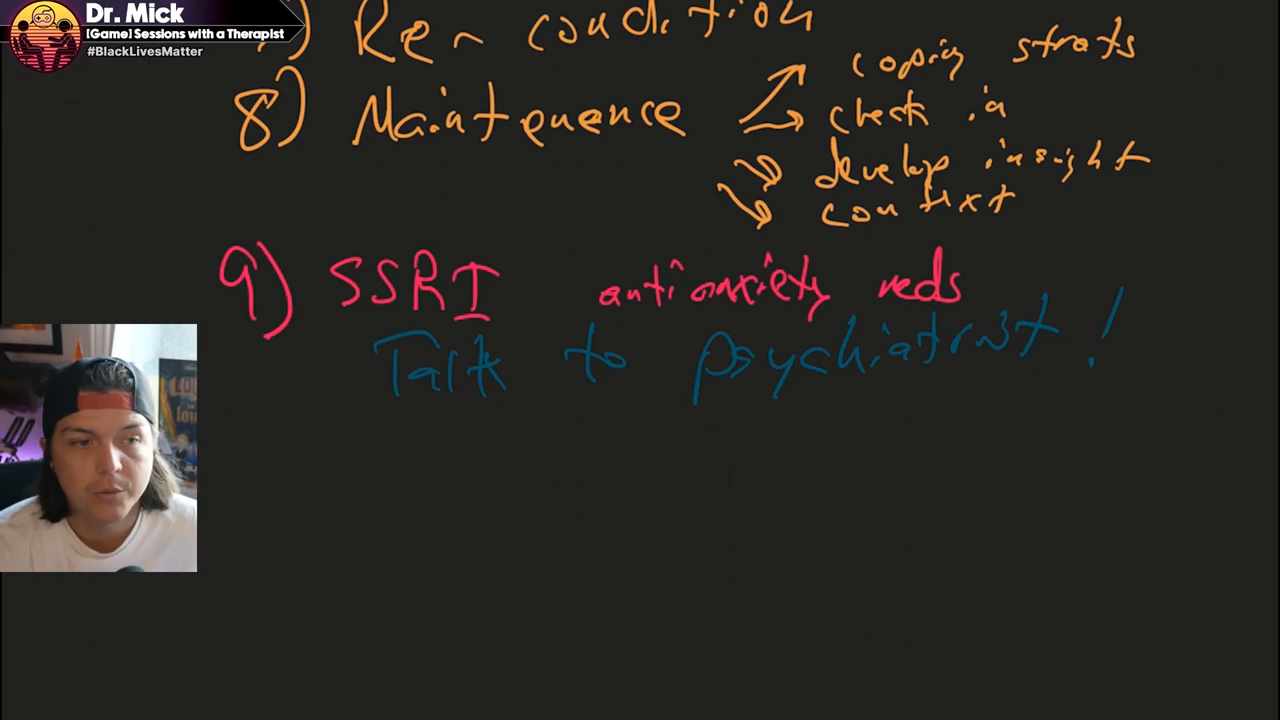 Dr. Mick
[Game] Sessions with a Therapist
#BlackLivesMatter
7) Re-condition
8) Maintenence
coping strats
check in
develop insight
context
9) SSRI antianxiety meds
Talk to psychiatrist!